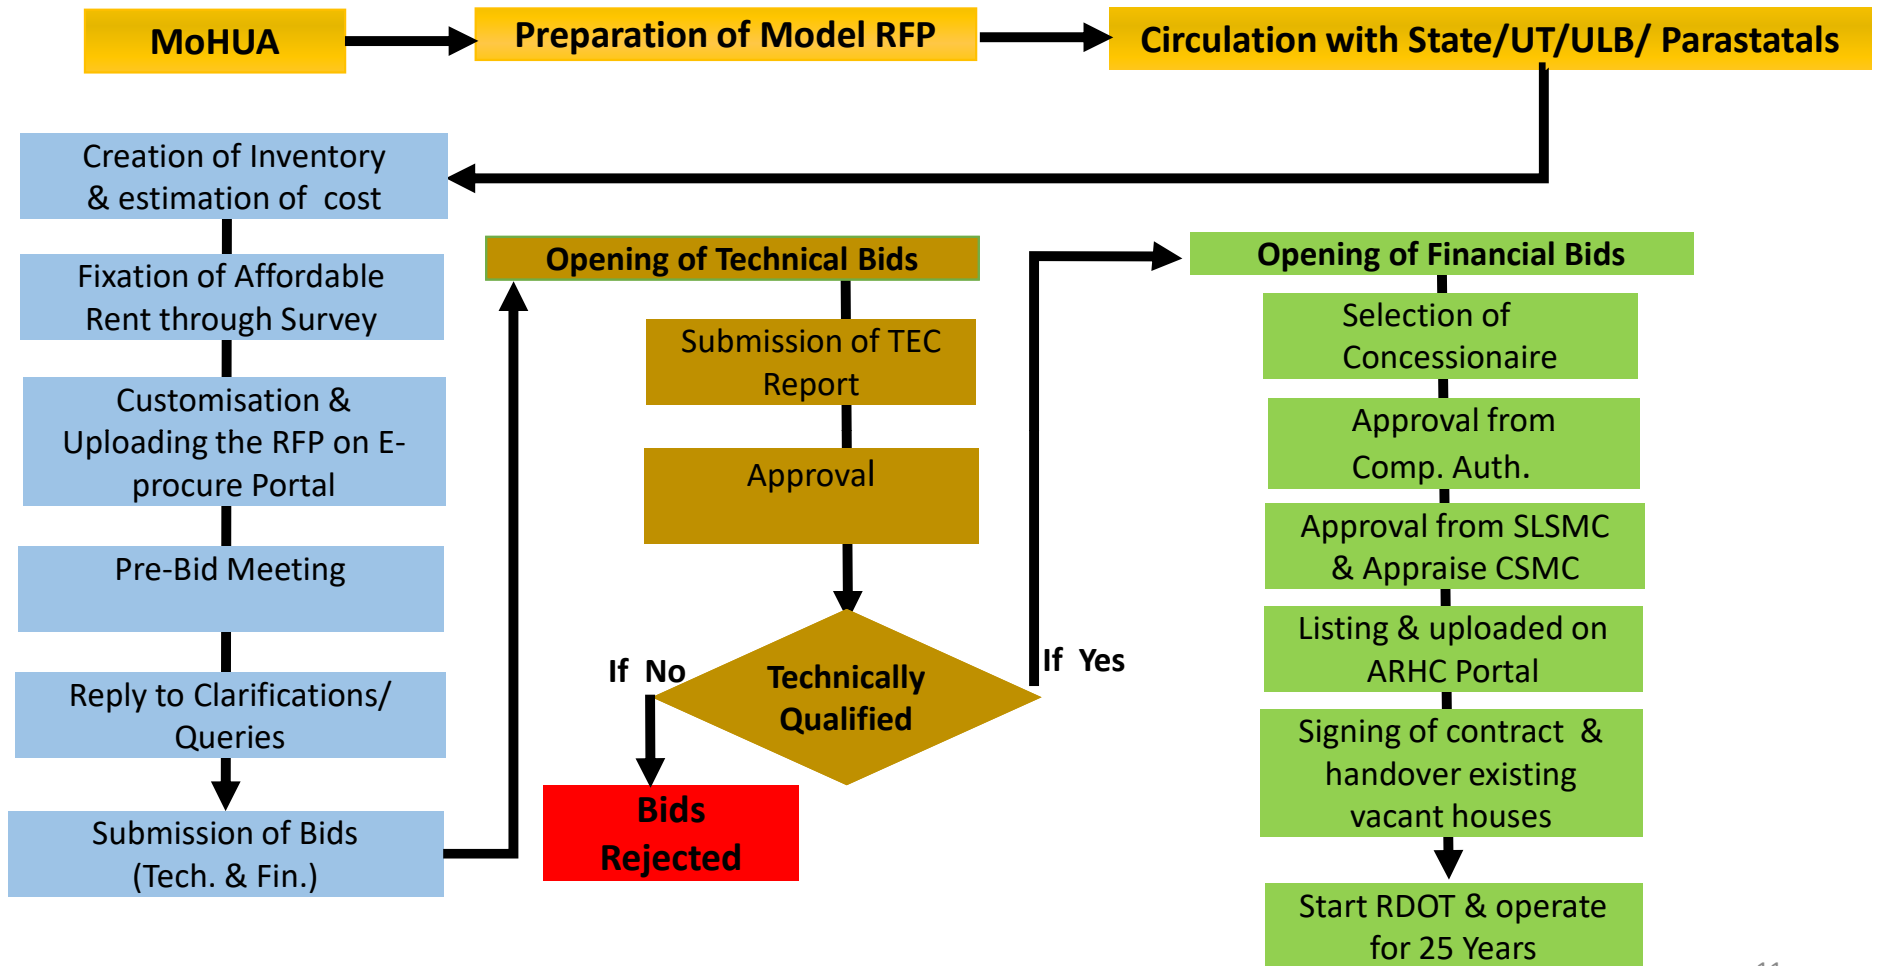 MoHUA
Preparation of Model RFP
Circulation with State/UT/ULB/ Parastatals
Creation of Inventory
& estimation of cost
Fixation of Affordable
Rent through Survey
Customisation &
Uploading the RFP on E-
procure Portal
Pre-Bid Meeting
Reply to Clarifications/
Queries
Submission of Bids
(Tech. & Fin.)
Opening of Technical Bids
Submission of TEC
Report
Approval
Technically
Qualified
If No
If Yes
Bids
Rejected
Opening of Financial Bids
Selection of
Concessionaire
Approval from
Comp. Auth.
Approval from SLSMC
& Appraise CSMC
Listing & uploaded on
ARHC Portal
Signing of contract &
handover existing
vacant houses
Start RDOT & operate
for 25 Years